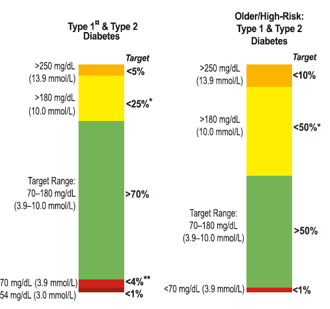 Type 1¤ & Type 2
Diabetes
Target
>250 mg/dL
(13.9 mmol/L)
<5%
>180 mg/dL
(10.0 mmol/L)
<25%*
Target Range:
70–180 mg/dL
(3.9–10.0 mmol/L)
>70%
70 mg/dL (3.9 mmol/L)
<4%**
54 mg/dL (3.0 mmol/L)
<1%
Older/High-Risk:
Type 1 & Type 2
Diabetes
Target
>250 mg/dL
(13.9 mmol/L)
<10%
>180 mg/dL
(10.0 mmol/L)
<50%*
Target Range:
70–180 mg/dL
(3.9–10.0 mmol/L)
>50%
<70 mg/dL (3.9 mmol/L)
<1%